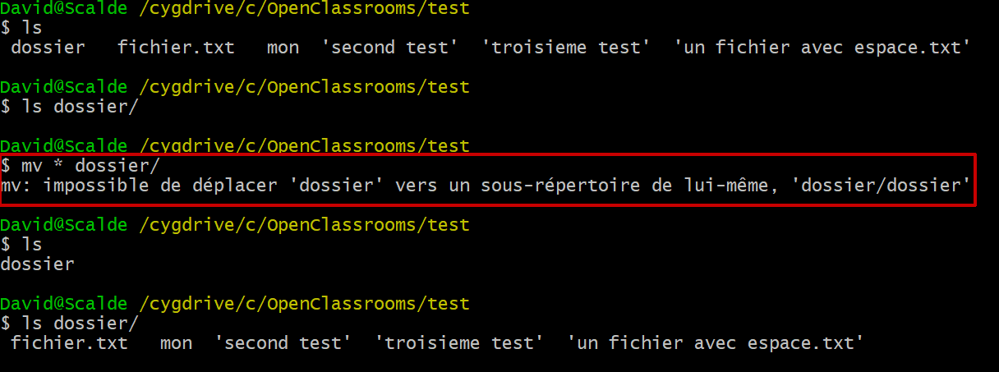 David@Scalde /cygdrive/c/OpenClassrooms/test
$ ls
dossier fichier.txt mon 'second test' 'troisieme test' 'un fichier avec espace.txt'
David@Scalde /cygdrive/c/OpenClassrooms/test
$ ls dossier/
David@Scalde /cygdrive/c/OpenClassrooms/test
$ mv * dossier/
mv: impossible de déplacer 'dossier' vers un sous-répertoire de lui-même, 'dossier/dossier'
David@Scalde /cygdrive/c/OpenClassrooms/test
$ ls
dossier
David@Scalde /cygdrive/c/OpenClassrooms/test
$ ls dossier/
fichier.txt mon 'second test' 'troisieme test' 'un fichier avec espace.txt'